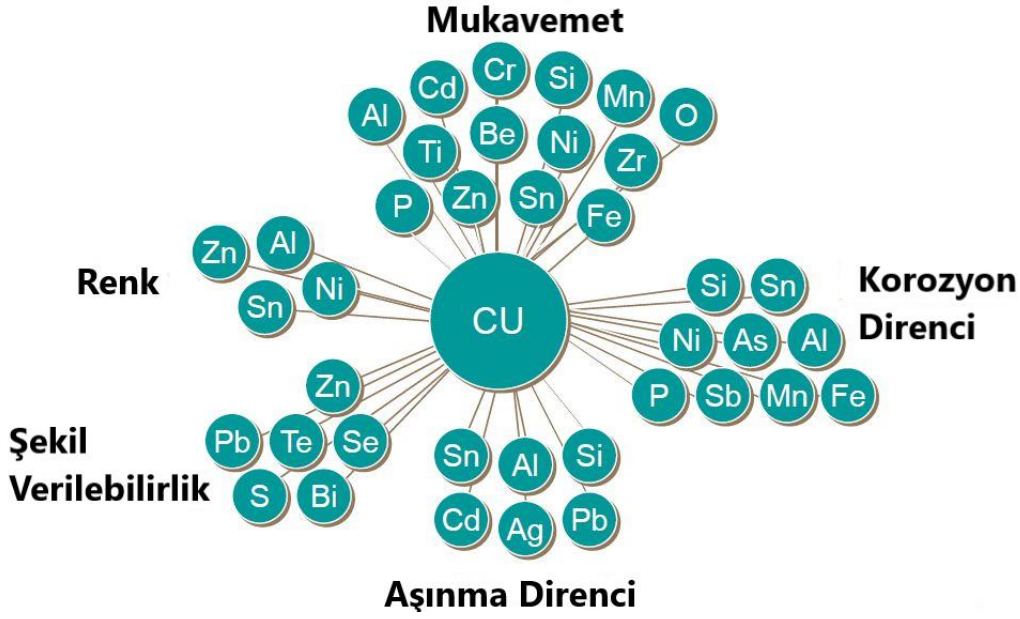 Mukavemet
Cr
Si
Cd
Mn
Al
O
Be
Ni
Ti
Zr
Zn
Sn
P
Fe
Renk
Zn
Al
Ni
Sn
CU
Korozyon
Direnci
Si
Sn
Ni
As
Al
P
Sb
Mn
Fe
Şekil
Verilebilirlik
Zn
Pb
Te
Se
S
Bi
Sn
Al
Si
Cd
Ag
Pb
Aşınma Direnci